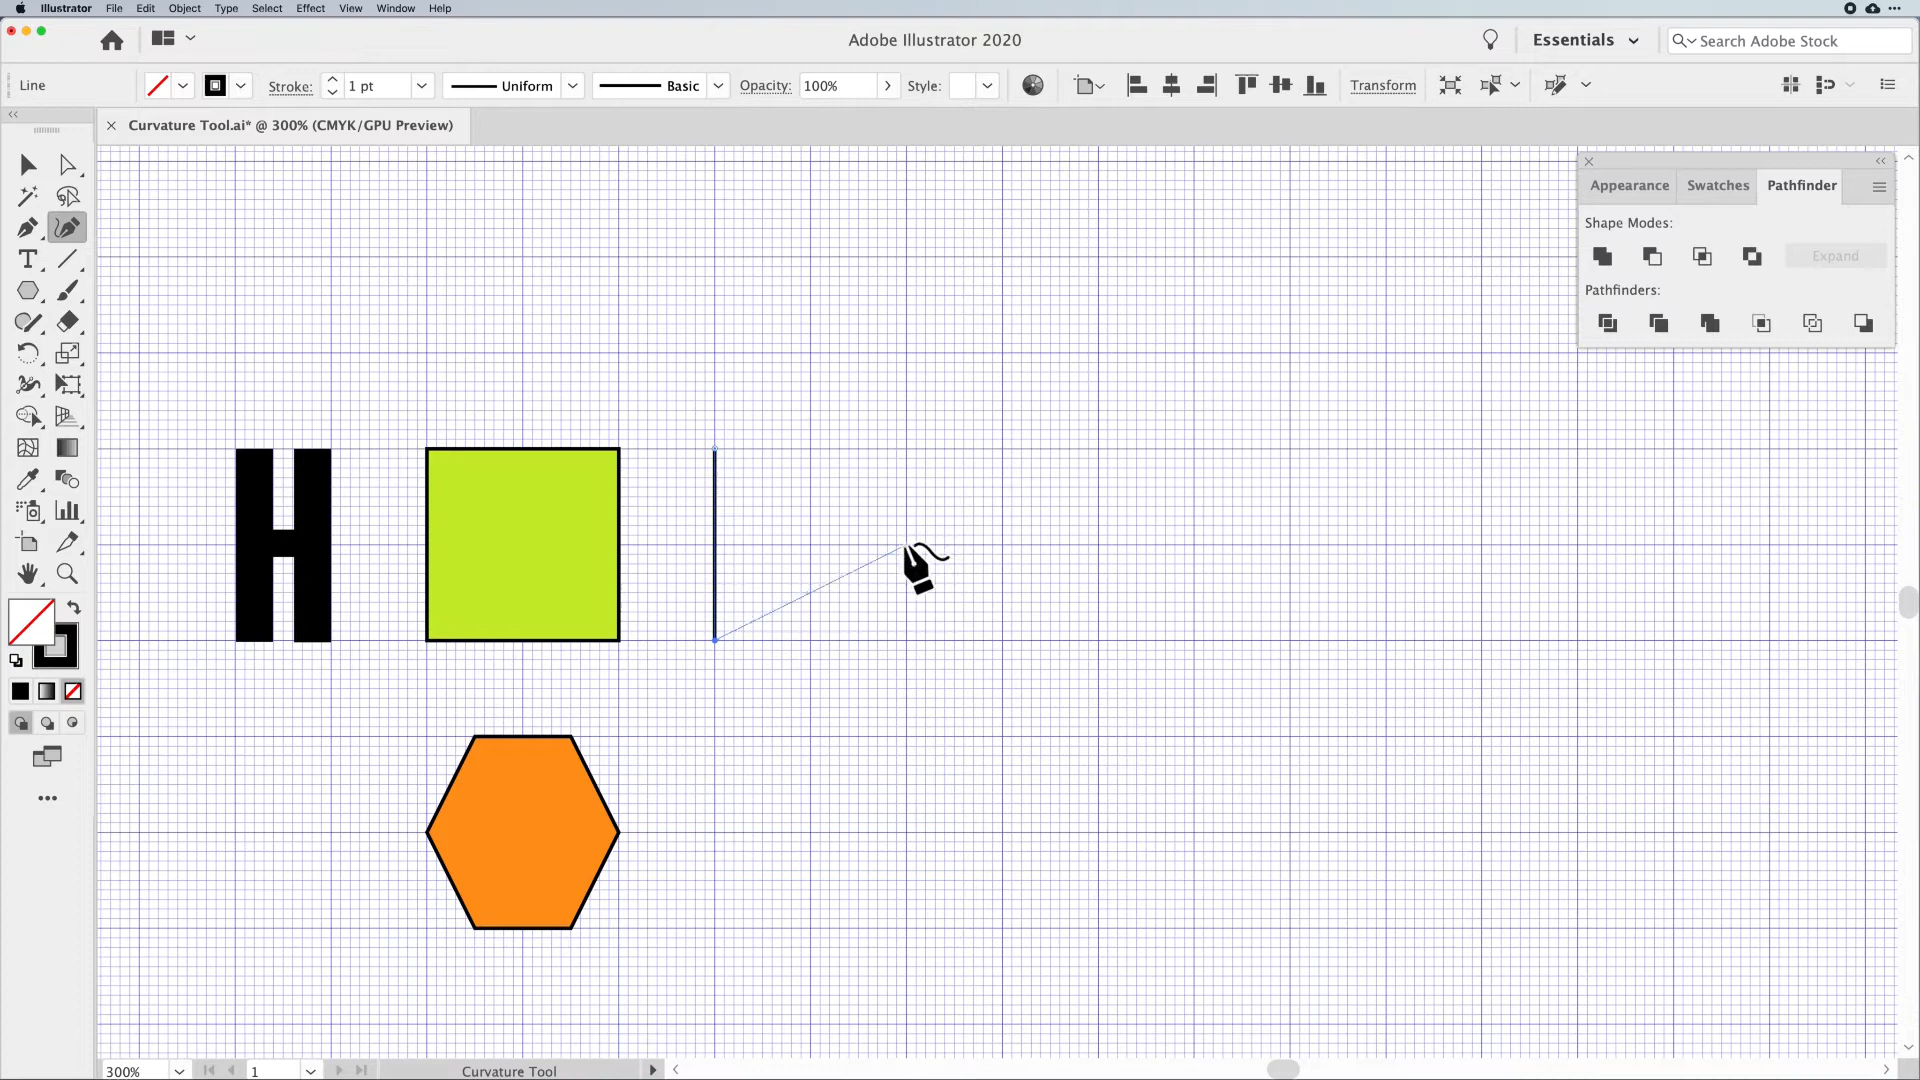 Illustrator File Edit Object Type Select Effect View Window Help
Adobe Illustrator 2020
Essentials
Search Adobe Stock
Line
Stroke: 1 pt
Uniform
Basic
Opacity: 100%
Style:
Transform
Curvature Tool.ai* @ 300% (CMYK/GPU Preview)
Appearance Swatches Pathfinder
Shape Modes:
Expand
Pathfinders:
H
300%
1
Curvature Tool